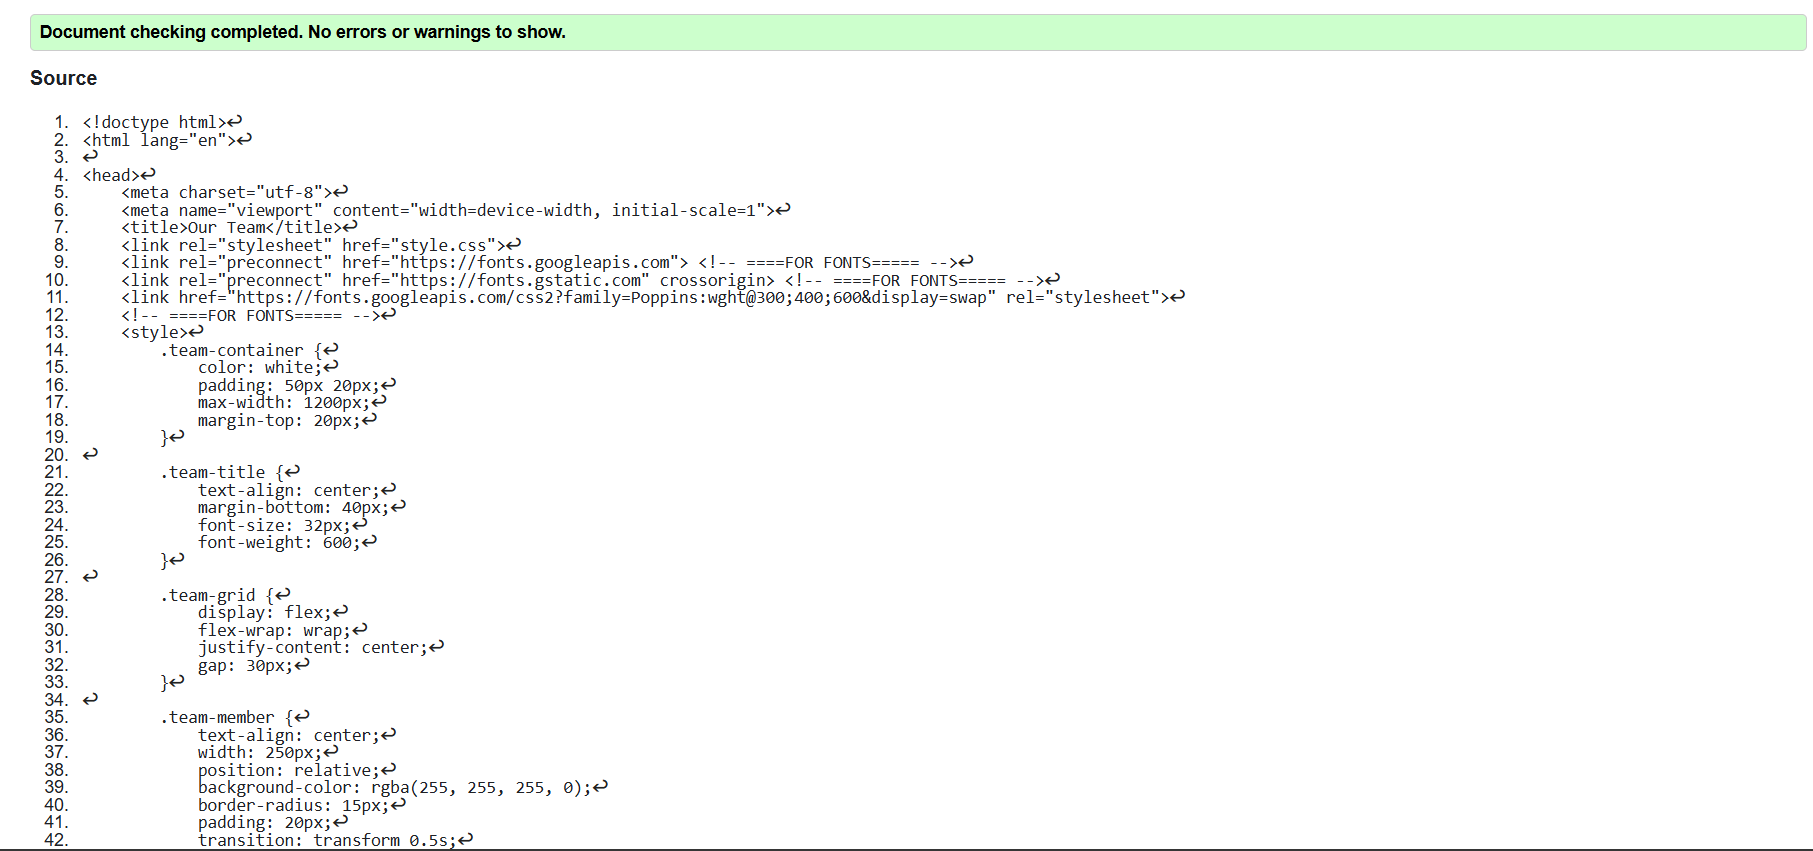 Document checking completed. No errors or warnings to show.
Source
1. <!doctype html>↩
2. <html lang="en">↩
3. ↩
4. <head>↩
5.     <meta charset="utf-8">↩
6.     <meta name="viewport" content="width=device-width, initial-scale=1">↩
7.     <title>Our Team</title>↩
8.     <link rel="stylesheet" href="style.css">↩
9.     <link rel="preconnect" href="https://fonts.googleapis.com"> <!-- ====FOR FONTS===== -->↩
10.     <link rel="preconnect" href="https://fonts.gstatic.com" crossorigin> <!-- ====FOR FONTS===== -->↩
11.     <link href="https://fonts.googleapis.com/css2?family=Poppins:wght@300;400;600&display=swap" rel="stylesheet">↩
12.     <!-- ====FOR FONTS===== -->↩
13.     <style>↩
14.         .team-container {↩
15.             color: white;↩
16.             padding: 50px 20px;↩
17.             max-width: 1200px;↩
18.             margin-top: 20px;↩
19.         }↩
20. ↩
21.         .team-title {↩
22.             text-align: center;↩
23.             margin-bottom: 40px;↩
24.             font-size: 32px;↩
25.             font-weight: 600;↩
26.         }↩
27. ↩
28.         .team-grid {↩
29.             display: flex;↩
30.             flex-wrap: wrap;↩
31.             justify-content: center;↩
32.             gap: 30px;↩
33.         }↩
34. ↩
35.         .team-member {↩
36.             text-align: center;↩
37.             width: 250px;↩
38.             position: relative;↩
39.             background-color: rgba(255, 255, 255, 0);↩
40.             border-radius: 15px;↩
41.             padding: 20px;↩
42.             transition: transform 0.5s;↩